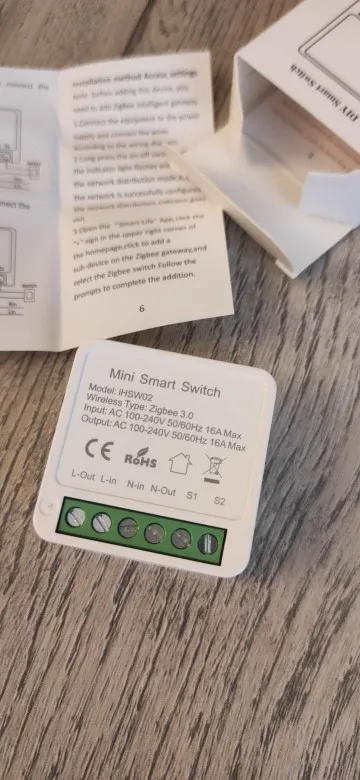 connect the
Installation method Access settings
Note: before adding this device, you
need to add Zigbee intelligent gateway
1.Connect the equipment to the power
supply and connect the wires
according to the wiring
2.Long press the on-off
the indicator light flashes
the network distribution mode
the network is successfully configured
the network distribution indicator
out
3.Open the "Smart Life" App,click the
"+"sign in the upper right corner of
the homepage,click to add a
sub-device on the Zigbee gateway,and
select the Zigbee switch Follow the
prompts to complete the addition.
6
DIY Smart Switch
Mini Smart Switch
Model: iHSW02
Wireless Type: Zigbee 3.0
Input: AC 100-240V 50/60Hz 16A Max
Output: AC 100-240V 50/60Hz 16A Max
CE RoHS
L-Out L-in N-in N-Out S1 S2